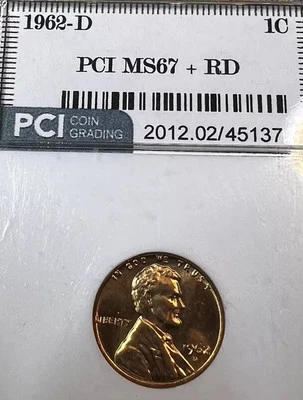 1962-D 1C
PCI MS67 + RD
PCI COIN GRADING
2012.02/45137
IN GOD WE TRUST
LIBERTY 1962
D